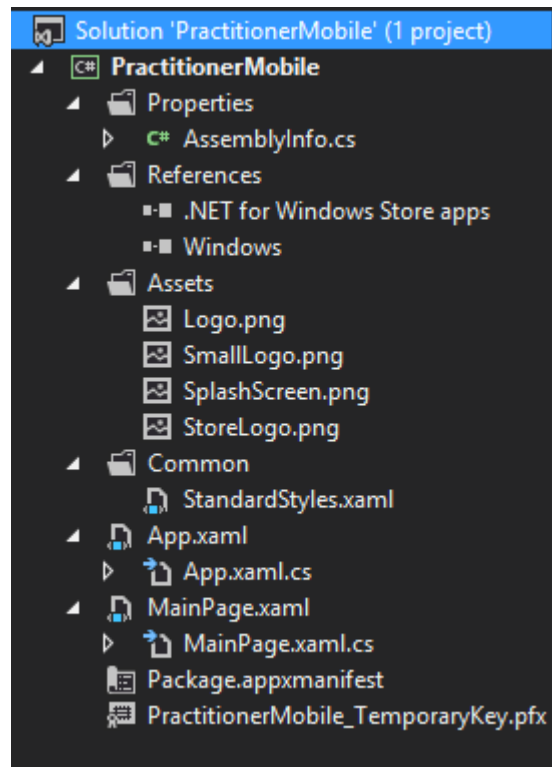 Solution 'PractitionerMobile' (1 project)
C# PractitionerMobile
Properties
C# AssemblyInfo.cs
References
.NET for Windows Store apps
Windows
Assets
Logo.png
SmallLogo.png
SplashScreen.png
StoreLogo.png
Common
StandardStyles.xaml
App.xaml
App.xaml.cs
MainPage.xaml
MainPage.xaml.cs
Package.appxmanifest
PractitionerMobile_TemporaryKey.pfx